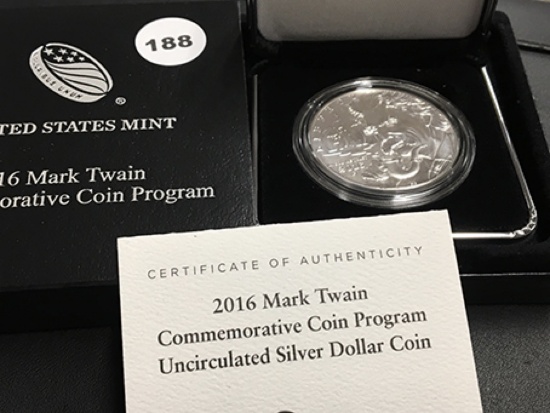 188
®
TED STATES MINT
16 Mark Twain
orative Coin Program
CERTIFICATE OF AUTHENTICITY
2016 Mark Twain
Commemorative Coin Program
Uncirculated Silver Dollar Coin